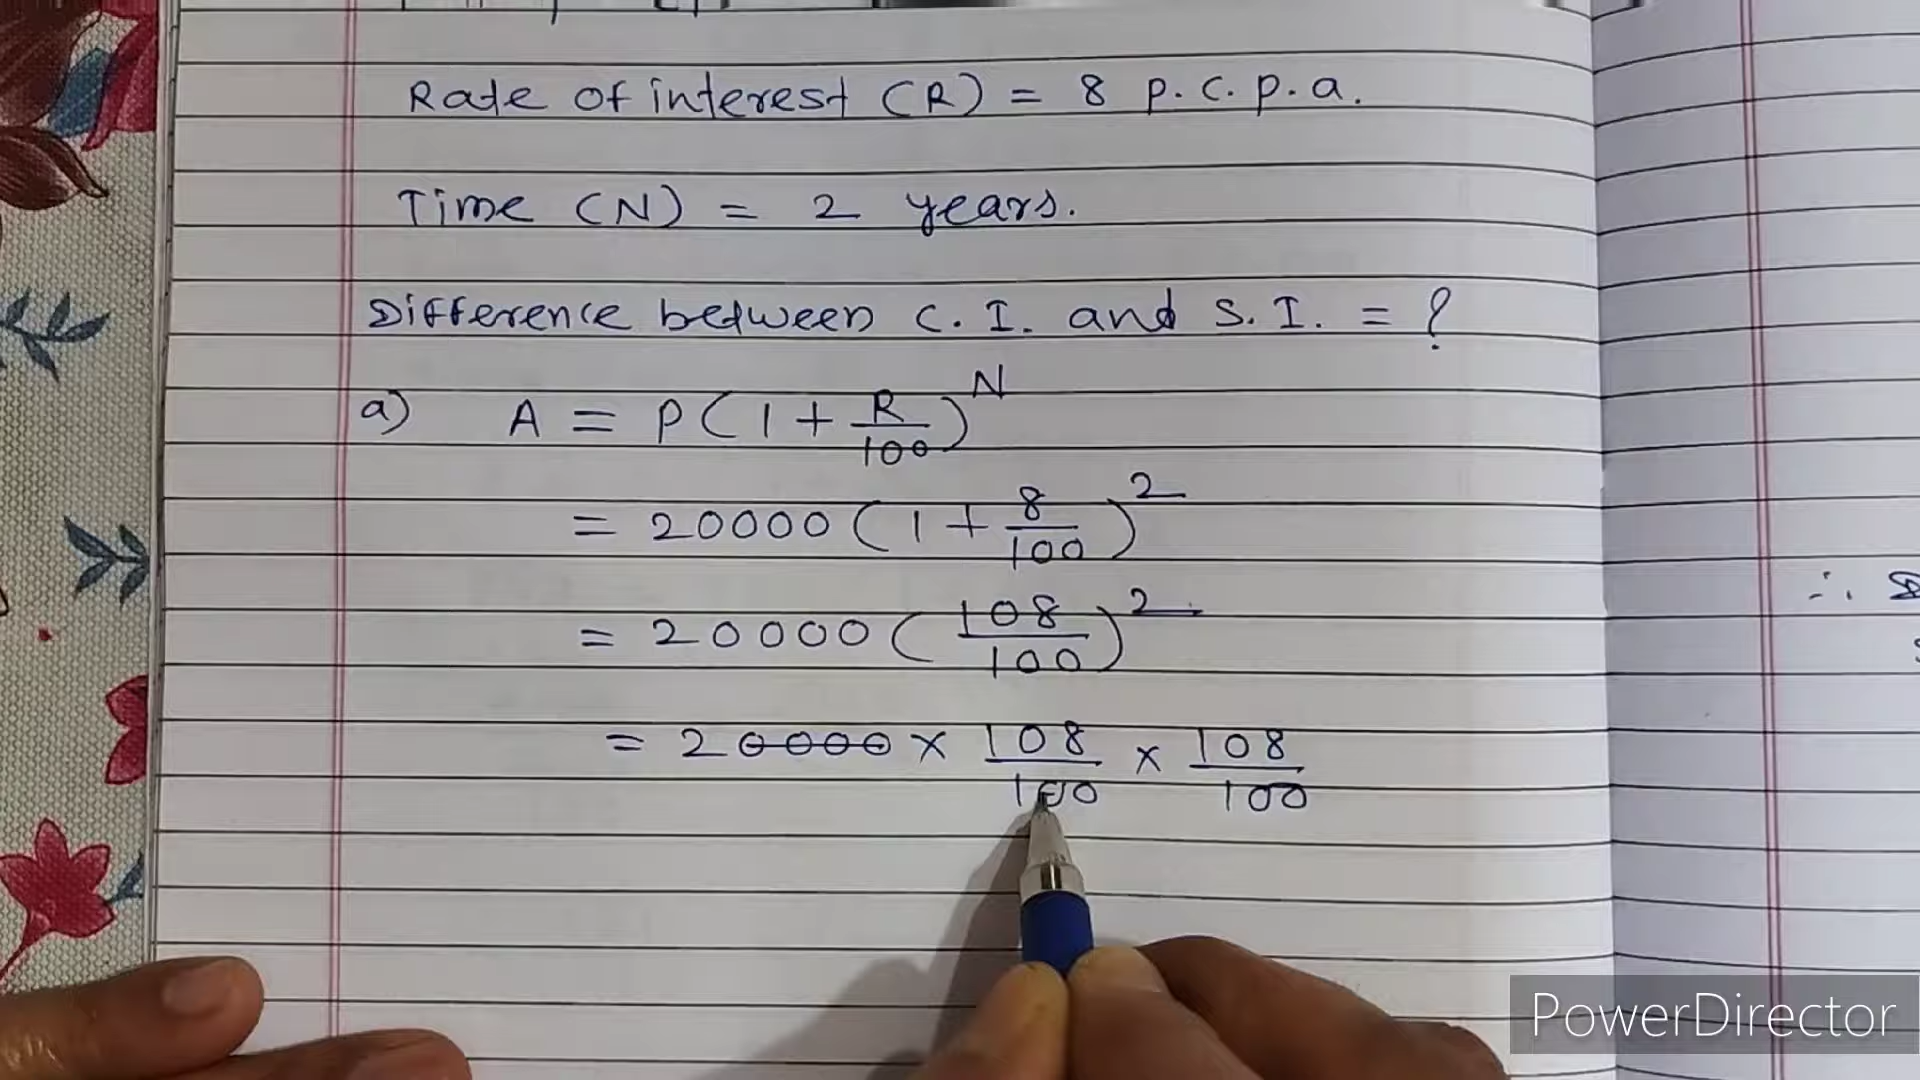 Rate of interest (R) = 8 p.c.p.a.
Time (N) = 2 years.
Difference between C.I. and S.I. = ?
a) A = P(1 + R/100)^N
= 20000 (1 + 8/100)^2
= 20000 (108/100)^2
= 20000 × 108/100 × 108/100
∴
PowerDirector